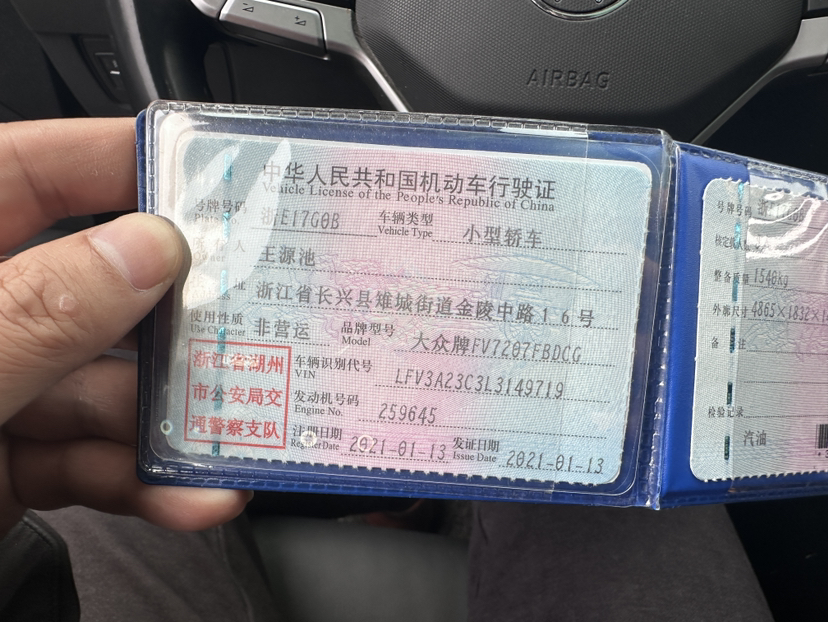 AIRBAG
中华人民共和国机动车行驶证
Vehicle License of the People's Republic of China
号牌号码 浙EI7G0B 车辆类型 小型轿车
Vehicle Type
人 王源池
址 浙江省长兴县雉城街道金陵中路16号
使用性质 非营运 品牌型号 大众牌FV7207FBDCG
Use Character Model
浙江省湖州
市公安局交
通警察支队
车辆识别代号 LFV3A23C3L3149719
VIN
发动机号码 259645
Engine No.
注册日期 2021-01-13 发证日期 2021-01-13
Register Date Issue Date
号牌号码
整备质量 1546kg
外廓尺寸 4865×1832×1
备 注
检验记录
汽油